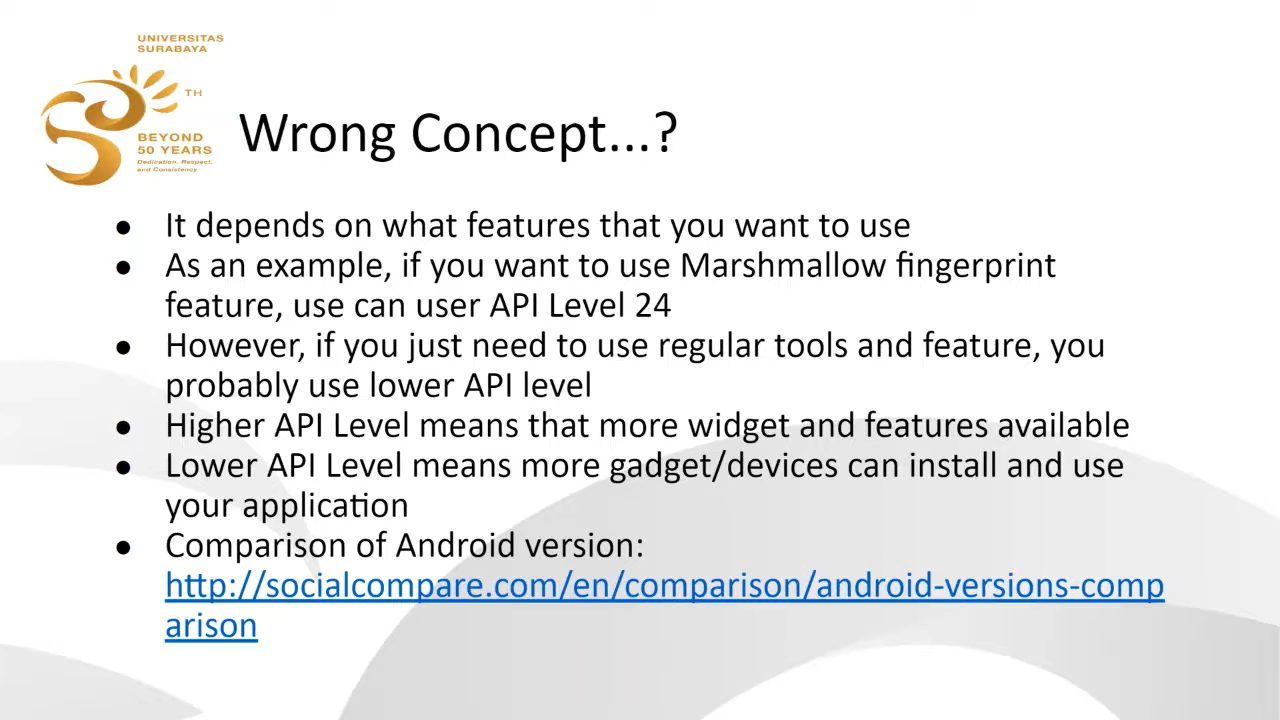 UNIVERSITAS
SURABAYA
TH
BEYOND
50 YEARS
Dedication, Respect,
and Consistency
Wrong Concept...?
● It depends on what features that you want to use
● As an example, if you want to use Marshmallow fingerprint
feature, use can user API Level 24
● However, if you just need to use regular tools and feature, you
probably use lower API level
● Higher API Level means that more widget and features available
● Lower API Level means more gadget/devices can install and use
your application
● Comparison of Android version:
http://socialcompare.com/en/comparison/android-versions-comp
arison